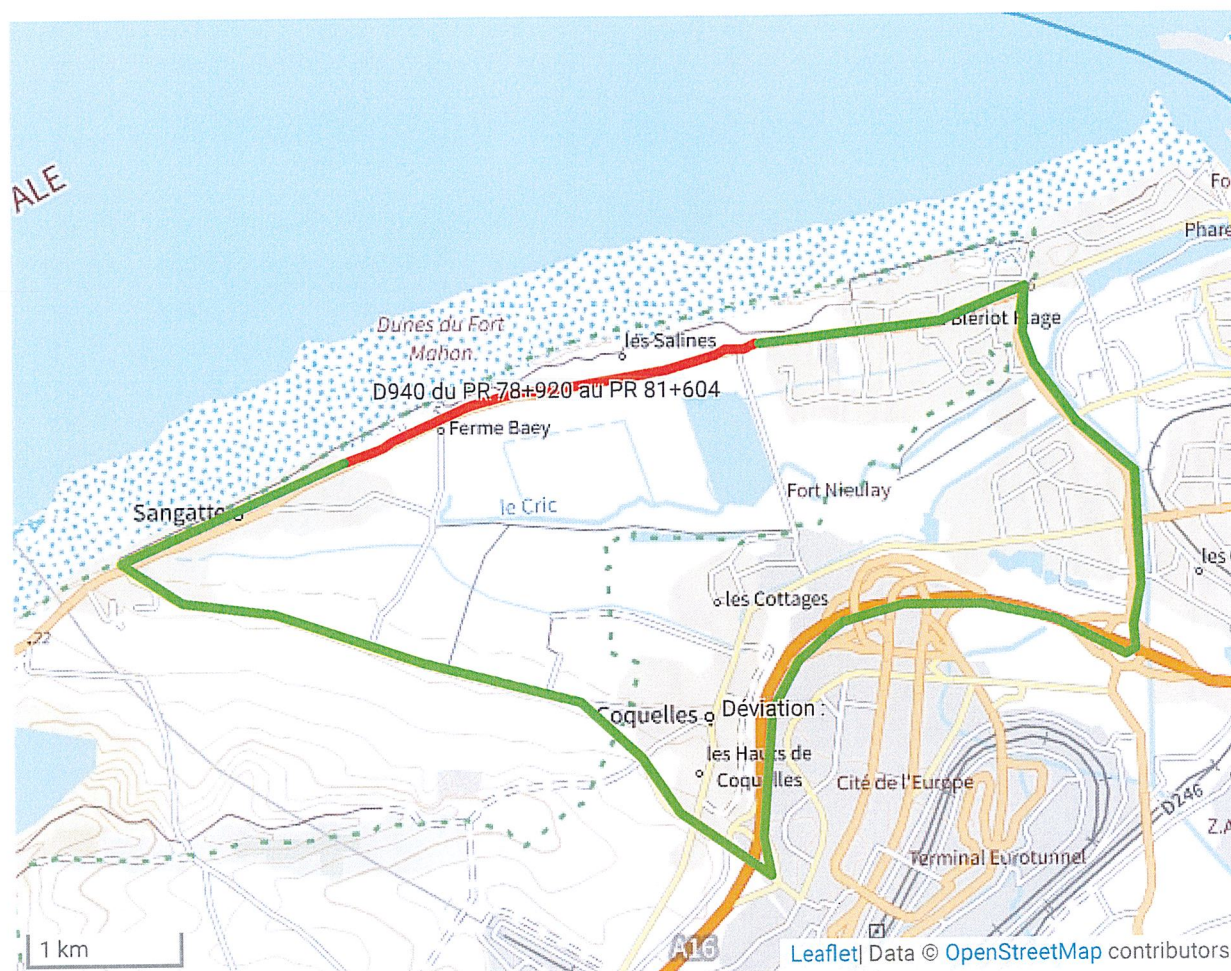 ALE
Fo
Phare
Dunes du Fort
Mahon
les Salines
Blériot Plage
D940 du PR 78+920 au PR 81+604
Ferme Baey
Fort Nieulay
le Cric
Sangatte
les
les Cottages
22
Coquelles
Déviation :
les Hauts de
Coquelles
Cité de l'Europe
D246
Z.A
Terminal Eurotunnel
1 km
A16
Leaflet| Data © OpenStreetMap contributors